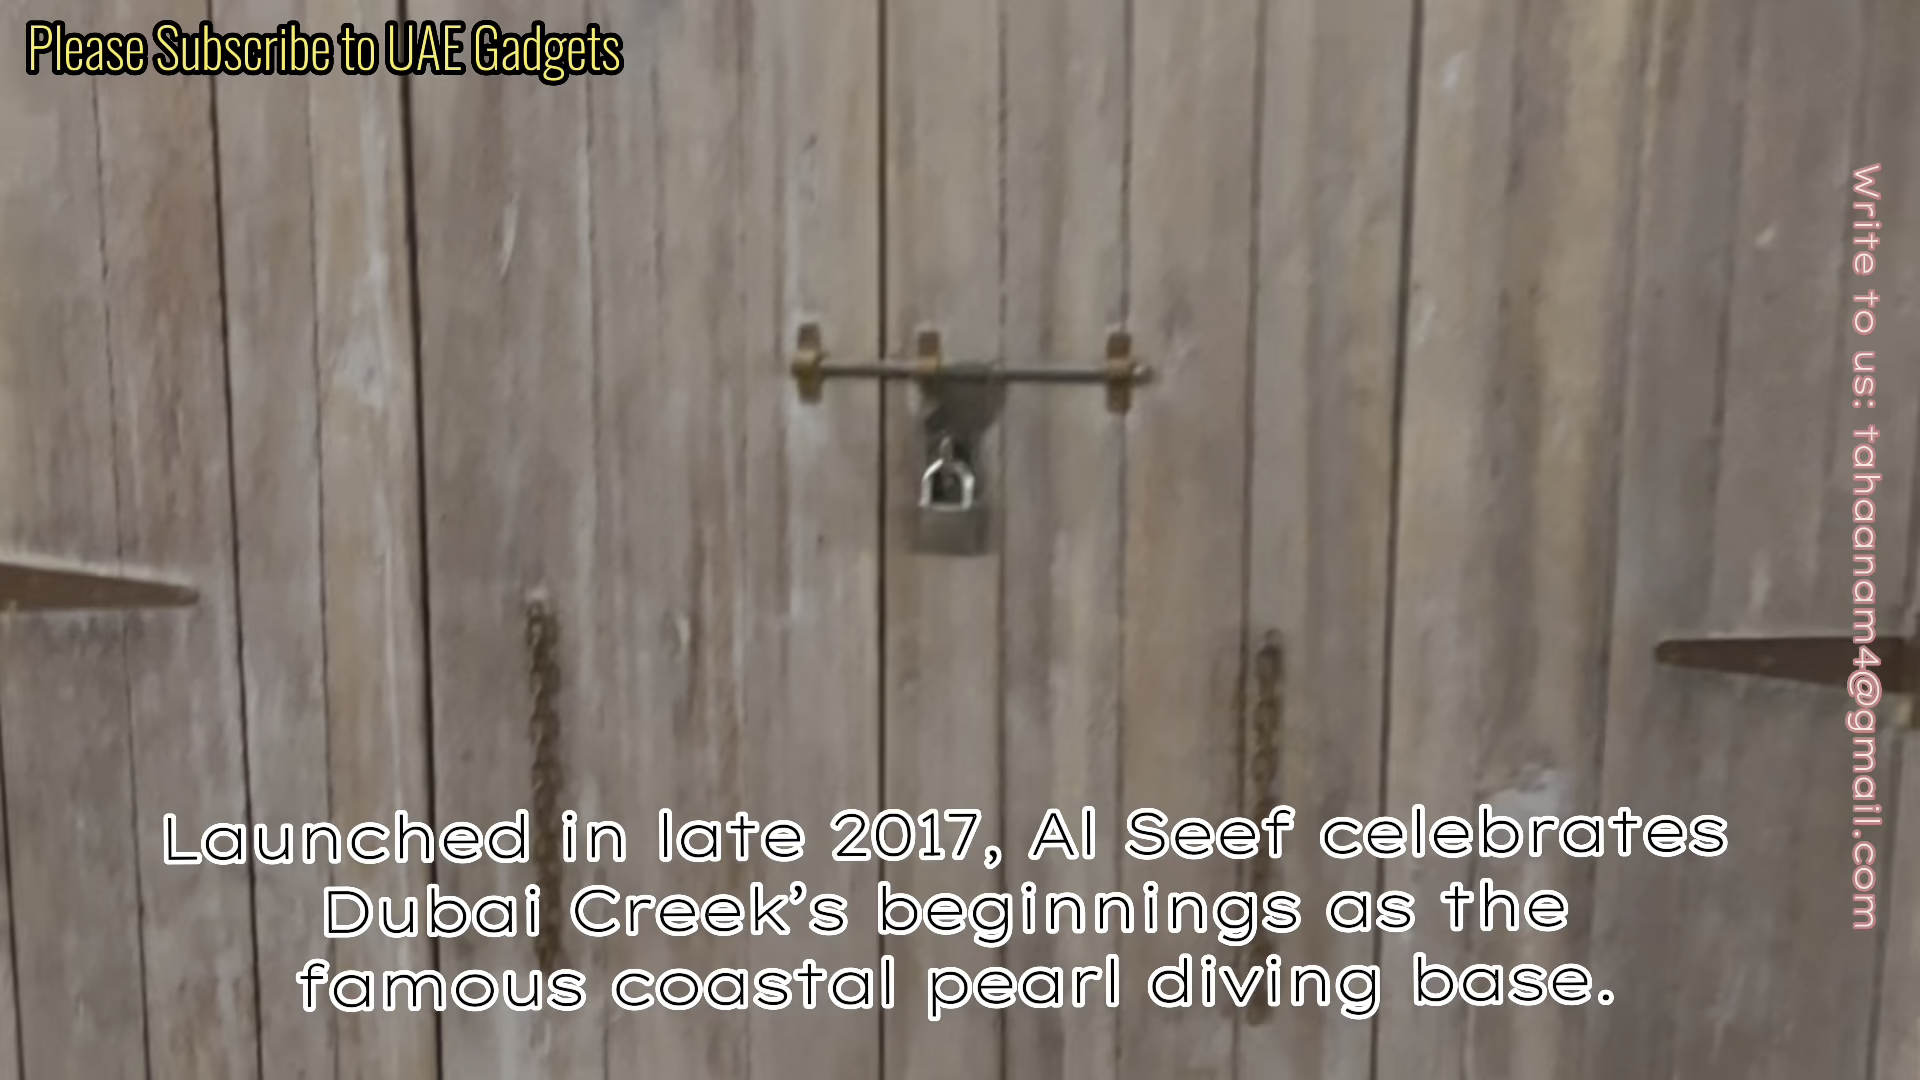 Please Subscribe to UAE Gadgets
Write to us: tahaanam4@gmail.com
Launched in late 2017, Al Seef celebrates
Dubai Creek’s beginnings as the
famous coastal pearl diving base.